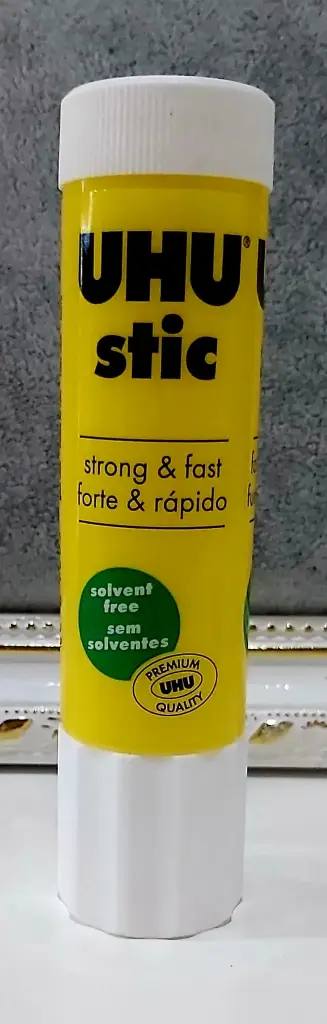 UHU®
stic
strong & fast
forte & rápido
solvent
free
sem
solventes
PREMIUM
UHU
QUALITY